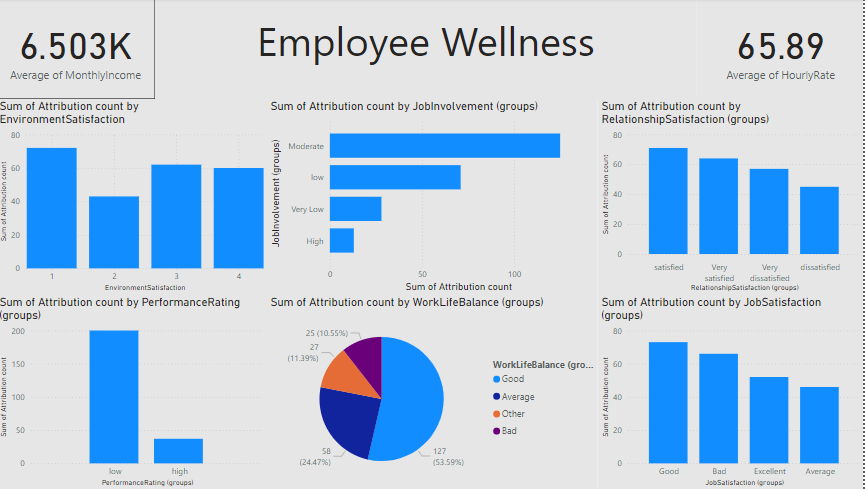 6.503K
Average of MonthlyIncome
Employee Wellness
65.89
Average of HourlyRate
Sum of Attribution count by
EnvironmentSatisfaction
Sum of Attribution count
80
60
40
20
0
1
2
3
4
EnvironmentSatisfaction
Sum of Attribution count by JobInvolvement (groups)
JobInvolvement (groups)
Moderate
low
Very Low
High
0
50
100
Sum of Attribution count
Sum of Attribution count by
RelationshipSatisfaction (groups)
Sum of Attribution count
80
60
40
20
0
satisfied
Very
satisfied
Very
dissatisfied
dissatisfied
RelationshipSatisfaction (groups)
Sum of Attribution count by PerformanceRating
(groups)
Sum of Attribution count
200
150
100
50
0
low
high
PerformanceRating (groups)
Sum of Attribution count by WorkLifeBalance (groups)
25 (10.55%)
27
(11.39%)
58
(24.47%)
127
(53.59%)
WorkLifeBalance (gro...
Good
Average
Other
Bad
Sum of Attribution count by JobSatisfaction
(groups)
Sum of Attribution count
80
60
40
20
0
Good
Bad
Excellent
Average
JobSatisfaction (groups)